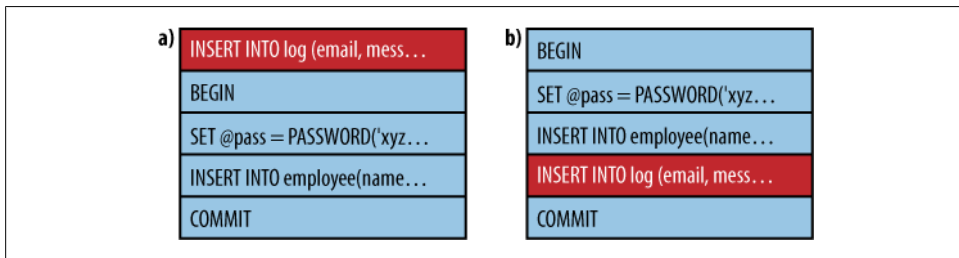 a)
INSERT INTO log (email, mess…
BEGIN
SET @pass = PASSWORD('xyz…
INSERT INTO employee(name…
COMMIT
b)
BEGIN
SET @pass = PASSWORD('xyz…
INSERT INTO employee(name…
INSERT INTO log (email, mess…
COMMIT